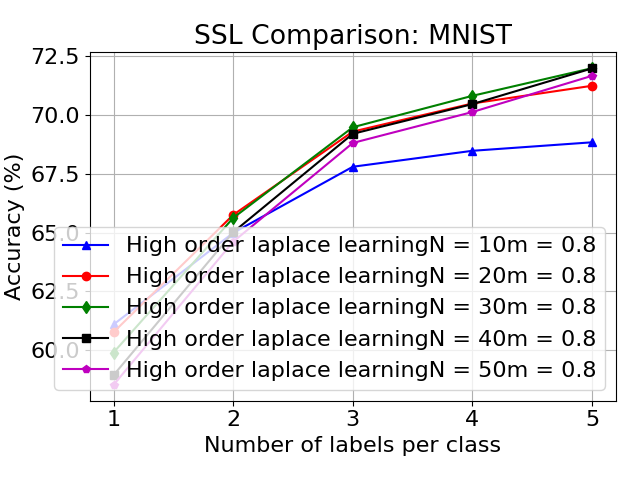 SSL Comparison: MNIST
72.5
70.0
67.5
65.0
62.5
60.0
Accuracy (%)
High order laplace learningN = 10m = 0.8
High order laplace learningN = 20m = 0.8
High order laplace learningN = 30m = 0.8
High order laplace learningN = 40m = 0.8
High order laplace learningN = 50m = 0.8
1 2 3 4 5
Number of labels per class